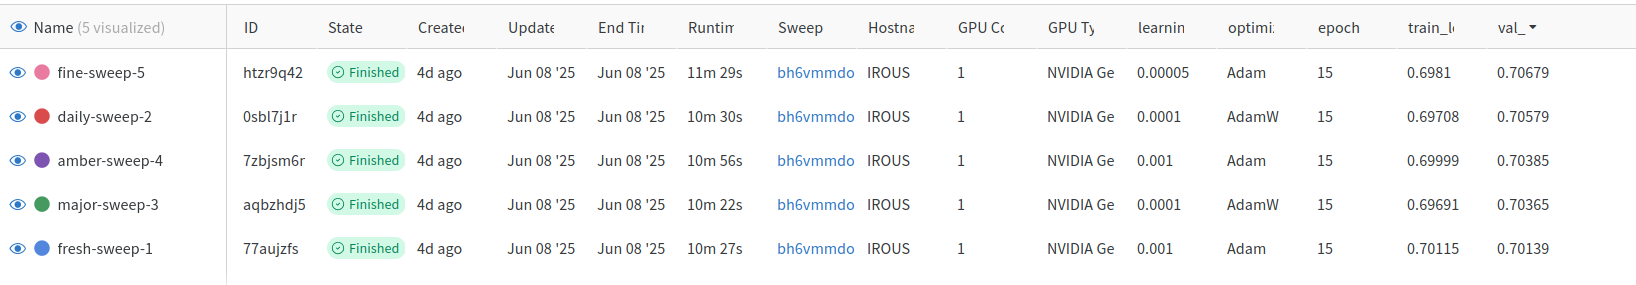 Name (5 visualized) ID State Create Update End Tir Runtin Sweep Hostna GPU Cc GPU Ty learnin optimi: epoch train_l val_
fine-sweep-5 htzr9q42 Finished 4d ago Jun 08 '25 Jun 08 '25 11m 29s bh6vmmdo IROUS 1 NVIDIA Ge 0.00005 Adam 15 0.6981 0.70679
daily-sweep-2 0sbl7j1r Finished 4d ago Jun 08 '25 Jun 08 '25 10m 30s bh6vmmdo IROUS 1 NVIDIA Ge 0.0001 AdamW 15 0.69708 0.70579
amber-sweep-4 7zbjsm6r Finished 4d ago Jun 08 '25 Jun 08 '25 10m 56s bh6vmmdo IROUS 1 NVIDIA Ge 0.001 Adam 15 0.69999 0.70385
major-sweep-3 aqbzhdj5 Finished 4d ago Jun 08 '25 Jun 08 '25 10m 22s bh6vmmdo IROUS 1 NVIDIA Ge 0.0001 AdamW 15 0.69691 0.70365
fresh-sweep-1 77aujzfs Finished 4d ago Jun 08 '25 Jun 08 '25 10m 27s bh6vmmdo IROUS 1 NVIDIA Ge 0.001 Adam 15 0.70115 0.70139